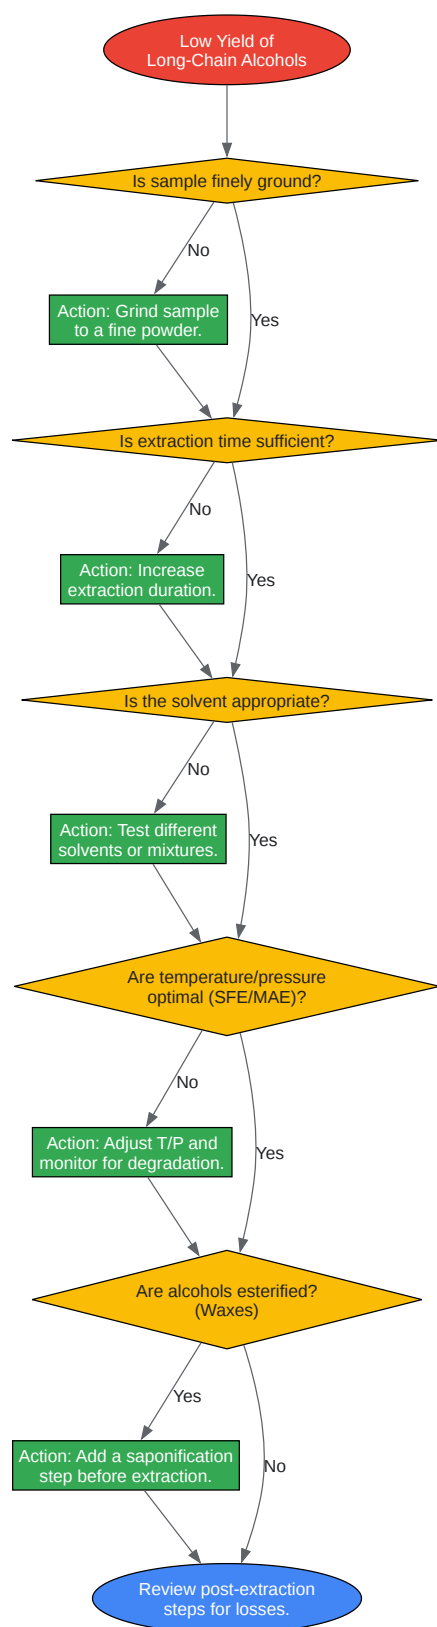 Low Yield of
Long-Chain Alcohols
Is sample finely ground?
No
Yes
Action: Grind sample
to a fine powder.
Is extraction time sufficient?
No
Yes
Action: Increase
extraction duration.
Is the solvent appropriate?
No
Yes
Action: Test different
solvents or mixtures.
Are temperature/pressure
optimal (SFE/MAE)?
No
Yes
Action: Adjust T/P and
monitor for degradation.
Are alcohols esterified?
(Waxes)
Yes
No
Action: Add a saponification
step before extraction.
Review post-extraction
steps for losses.